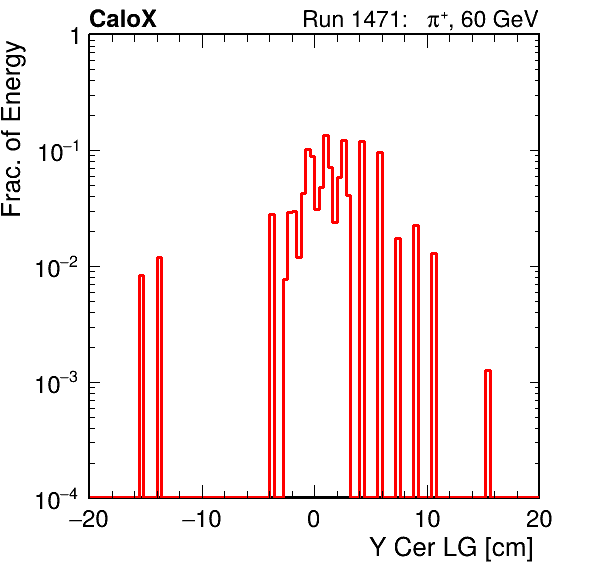 CaloX Run 1471: π⁺, 60 GeV
Frac. of Energy
1
10⁻¹
10⁻²
10⁻³
10⁻⁴
−20 −10 0 10 20
Y Cer LG [cm]